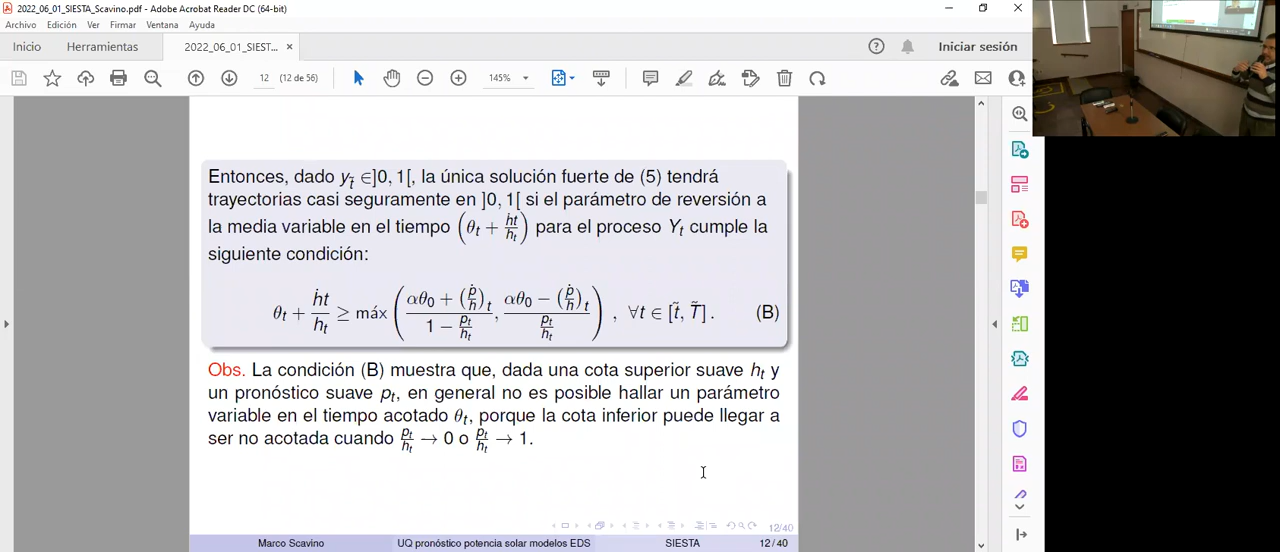 2022_06_01_SIESTA_Scavino.pdf - Adobe Acrobat Reader DC (64-bit)
Archivo Edición Ver Firmar Ventana Ayuda
Inicio Herramientas 2022_06_01_SIEST... × Iniciar sesión
12 (12 de 56) 145%
Entonces, dado y_t̃ ∈]0, 1[, la única solución fuerte de (5) tendrá
trayectorias casi seguramente en ]0, 1[ si el parámetro de reversión a
la media variable en el tiempo (θ_t + ḣt/h_t) para el proceso Y_t cumple la
siguiente condición:
θ_t + ḣt/h_t ≥ máx ( (αθ_0 + (ṗ/h)_t)/(1 − p_t/h_t), (αθ_0 − (ṗ/h)_t)/(p_t/h_t) ) , ∀t ∈ [t̃, T̃] . (B)
Obs. La condición (B) muestra que, dada una cota superior suave h_t y
un pronóstico suave p_t, en general no es posible hallar un parámetro
variable en el tiempo acotado θ_t, porque la cota inferior puede llegar a
ser no acotada cuando p_t/h_t → 0 o p_t/h_t → 1.
12/40
Marco Scavino UQ pronóstico potencia solar modelos EDS SIESTA 12 / 40